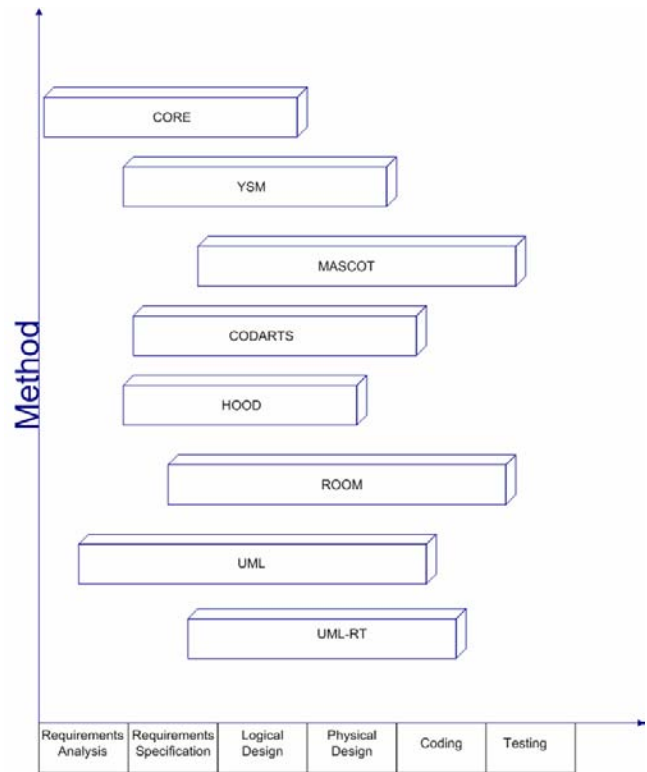 Method
CORE
YSM
MASCOT
CODARTS
HOOD
ROOM
UML
UML-RT
Requirements
Analysis
Requirements
Specification
Logical
Design
Physical
Design
Coding
Testing